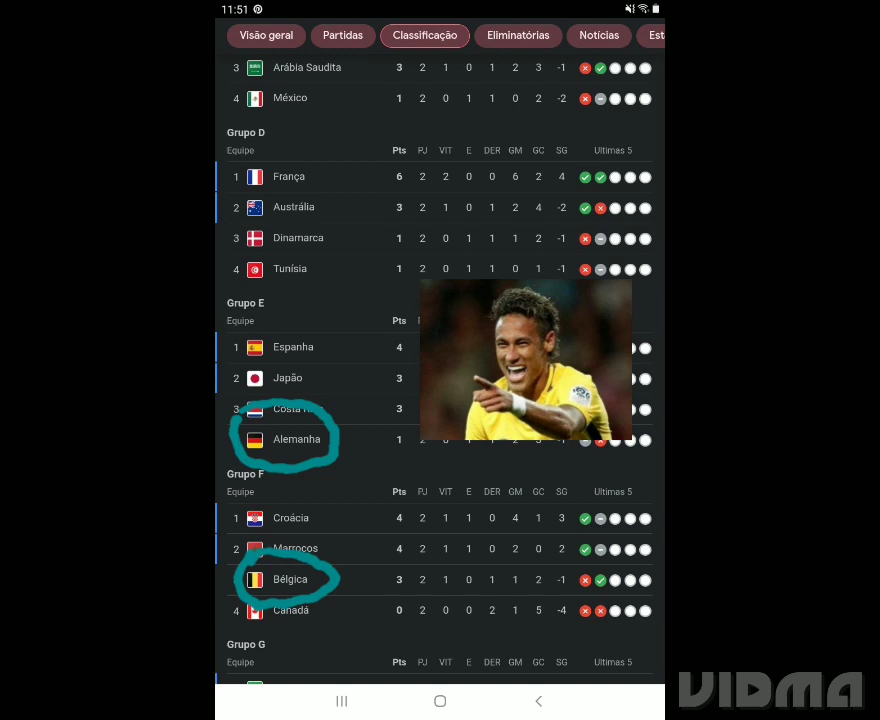 11:51
Visão geral Partidas Classificação Eliminatórias Notícias Est
3 Arábia Saudita 3 2 1 0 1 2 3 -1
4 México 1 2 0 1 1 0 2 -2
Grupo D
Equipe Pts PJ VIT E DER GM GC SG Ultimas 5
1 França 6 2 2 0 0 6 2 4
2 Austrália 3 2 1 0 1 2 4 -2
3 Dinamarca 1 2 0 1 1 1 2 -1
4 Tunísia 1 2 0 1 1 0 1 -1
Grupo E
Equipe Pts
1 Espanha 4
2 Japão 3
3 Costa 3
Alemanha 1 2
Grupo F
Equipe Pts PJ VIT E DER GM GC SG Ultimas 5
1 Croácia 4 2 1 1 0 4 1 3
2 Marrocos 4 2 1 1 0 2 0 2
Bélgica 3 2 1 0 1 1 2 -1
4 Canadá 0 2 0 0 2 1 5 -4
Grupo G
Equipe Pts PJ VIT E DER GM GC SG Ultimas 5
VIDMA